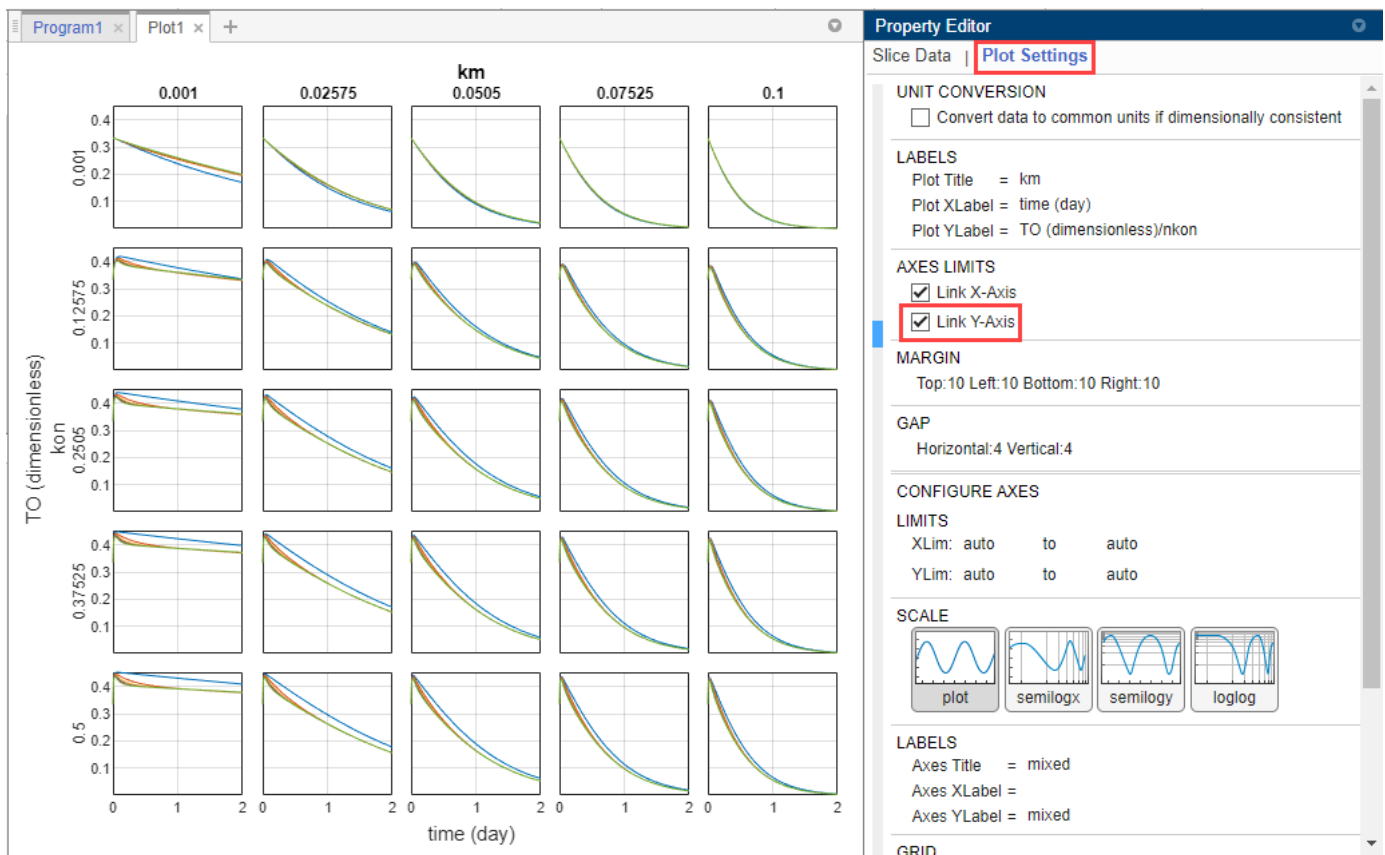 Program1 × Plot1 × +
km
0.001 0.02575 0.0505 0.07525 0.1
TO (dimensionless)
kon
0.001
0.4
0.3
0.2
0.1
0.12575
0.4
0.3
0.2
0.1
0.2505
0.4
0.3
0.2
0.1
0.37525
0.4
0.3
0.2
0.1
0.5
0.4
0.3
0.2
0.1
0 1 2 0 1 2 0 1 2 0 1 2 0 1 2
time (day)
Property Editor
Slice Data | Plot Settings
UNIT CONVERSION
Convert data to common units if dimensionally consistent
LABELS
Plot Title = km
Plot XLabel = time (day)
Plot YLabel = TO (dimensionless)/nkon
AXES LIMITS
Link X-Axis
Link Y-Axis
MARGIN
Top:10 Left:10 Bottom:10 Right:10
GAP
Horizontal:4 Vertical:4
CONFIGURE AXES
LIMITS
XLim: auto to auto
YLim: auto to auto
SCALE
plot semilogx semilogy loglog
LABELS
Axes Title = mixed
Axes XLabel =
Axes YLabel = mixed
GRID